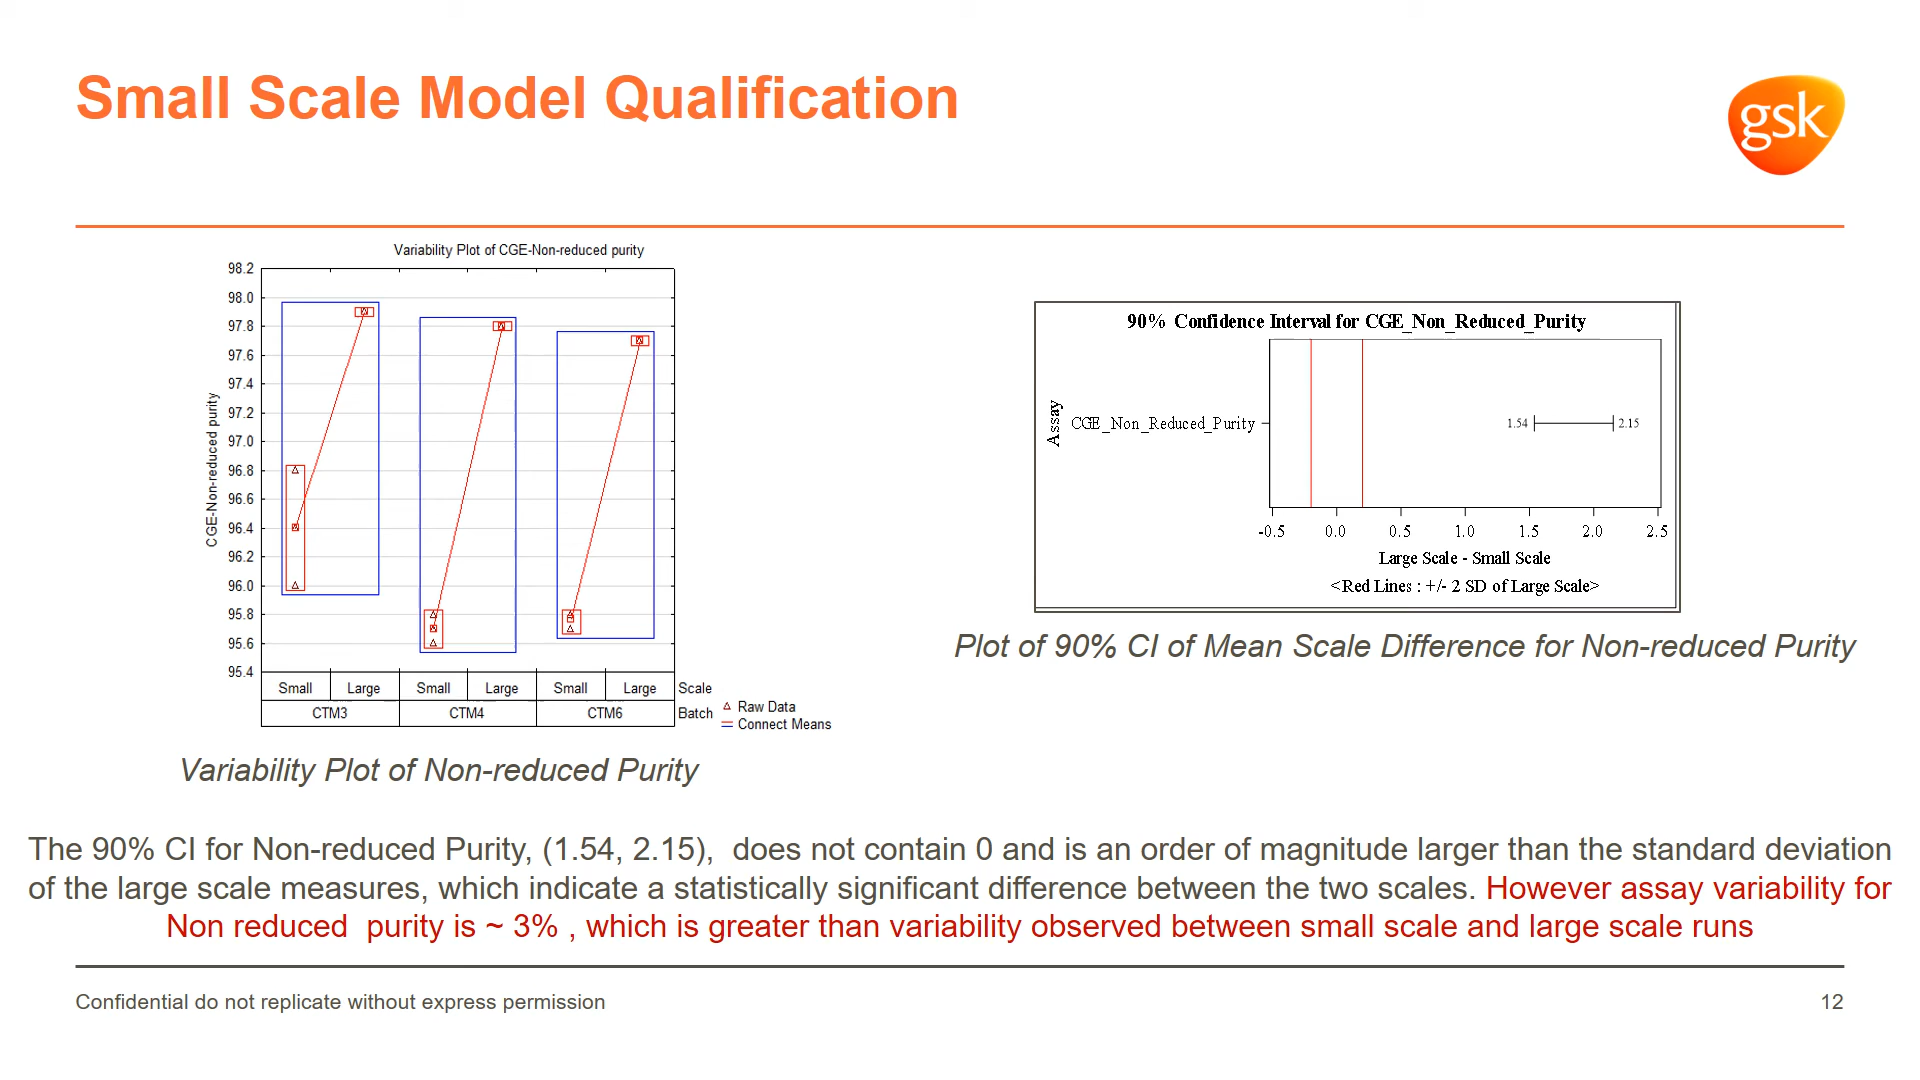 Small Scale Model Qualification
gsk
Variability Plot of CGE-Non-reduced purity
98.2
98.0
97.8
97.6
97.4
97.2
97.0
96.8
96.6
96.4
96.2
96.0
95.8
95.6
95.4
CGE-Non-reduced purity
Small Large Small Large Small Large Scale
CTM3 CTM4 CTM6 Batch
Raw Data
Connect Means
Variability Plot of Non-reduced Purity
90% Confidence Interval for CGE_Non_Reduced_Purity
Assay
CGE_Non_Reduced_Purity
1.54 2.15
-0.5 0.0 0.5 1.0 1.5 2.0 2.5
Large Scale - Small Scale
<Red Lines : +/- 2 SD of Large Scale>
Plot of 90% CI of Mean Scale Difference for Non-reduced Purity
The 90% CI for Non-reduced Purity, (1.54, 2.15),  does not contain 0 and is an order of magnitude larger than the standard deviation
of the large scale measures, which indicate a statistically significant difference between the two scales. However assay variability for
Non reduced  purity is ~ 3% , which is greater than variability observed between small scale and large scale runs
Confidential do not replicate without express permission
12